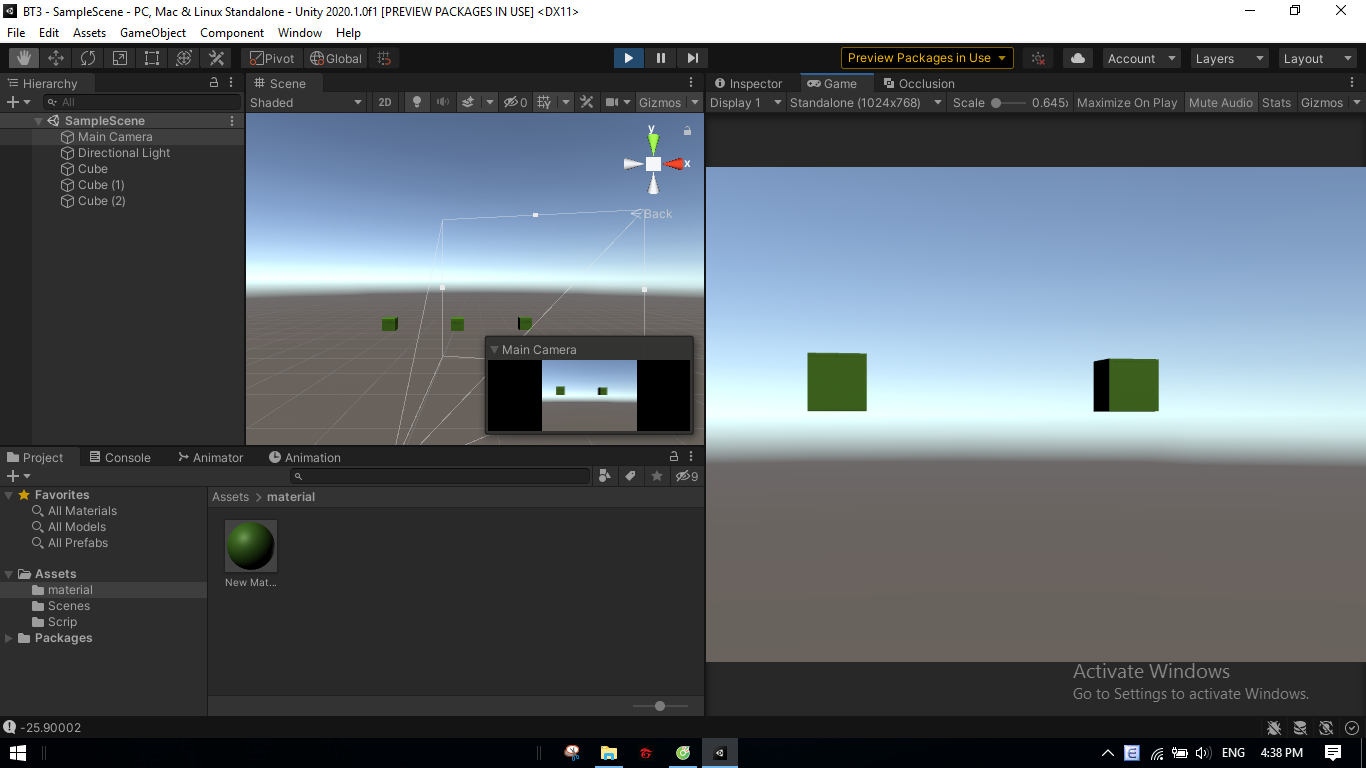 BT3 - SampleScene - PC, Mac & Linux Standalone - Unity 2020.1.0f1 [PREVIEW PACKAGES IN USE] <DX11>
File Edit Assets GameObject Component Window Help
Pivot Global Preview Packages in Use Account Layers Layout
Hierarchy
All
SampleScene
Main Camera
Directional Light
Cube
Cube (1)
Cube (2)
Scene
Shaded 2D 0 Gizmos
y
x
Back
Main Camera
Inspector Game Occlusion
Display 1 Standalone (1024x768) Scale 0.645x Maximize On Play Mute Audio Stats Gizmos
Project Console Animator Animation
9
Favorites
All Materials
All Models
All Prefabs
Assets
material
Scenes
Scrip
Packages
Assets > material
New Mat...
Activate Windows
Go to Settings to activate Windows.
-25.90002
ENG 4:38 PM